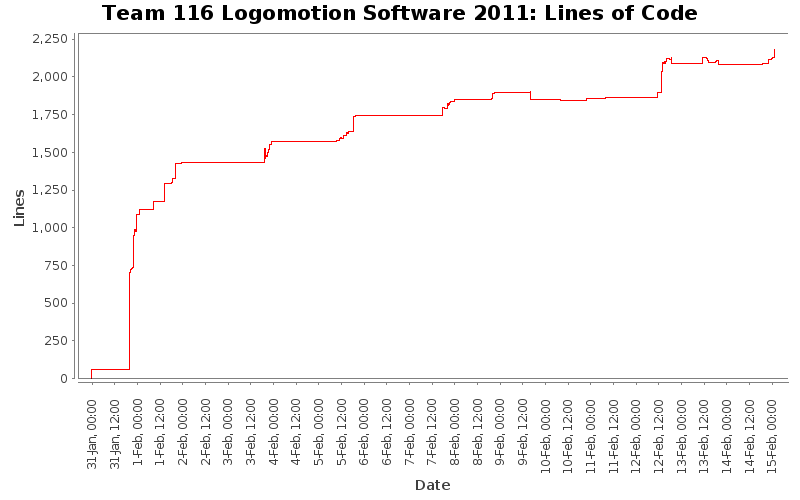 Team 116 Logomotion Software 2011: Lines of Code
2,250
2,000
1,750
1,500
1,250
1,000
750
500
250
0
Lines
31-Jan, 00:00
31-Jan, 12:00
1-Feb, 00:00
1-Feb, 12:00
2-Feb, 00:00
2-Feb, 12:00
3-Feb, 00:00
3-Feb, 12:00
4-Feb, 00:00
4-Feb, 12:00
5-Feb, 00:00
5-Feb, 12:00
6-Feb, 00:00
6-Feb, 12:00
7-Feb, 00:00
7-Feb, 12:00
8-Feb, 00:00
8-Feb, 12:00
9-Feb, 00:00
9-Feb, 12:00
10-Feb, 00:00
10-Feb, 12:00
11-Feb, 00:00
11-Feb, 12:00
12-Feb, 00:00
12-Feb, 12:00
13-Feb, 00:00
13-Feb, 12:00
14-Feb, 00:00
14-Feb, 12:00
15-Feb, 00:00
Date